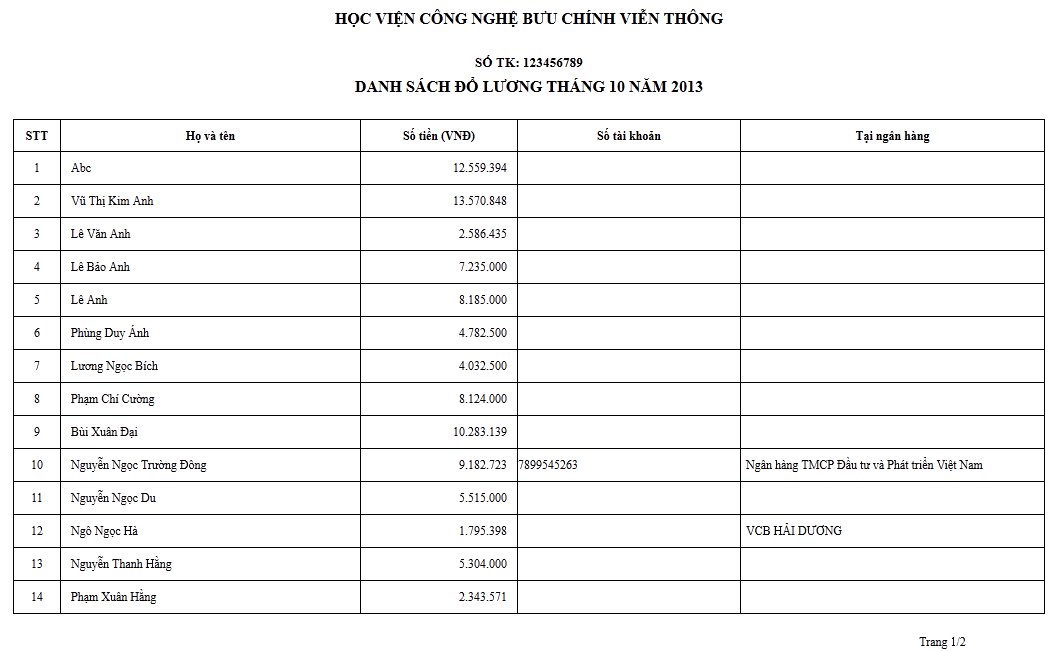 HỌC VIỆN CÔNG NGHỆ BƯU CHÍNH VIỄN THÔNG
SỐ TK: 123456789
DANH SÁCH ĐỔ LƯƠNG THÁNG 10 NĂM 2013
STT Họ và tên Số tiền (VNĐ) Số tài khoản Tại ngân hàng
1 Abc 12.559.394
2 Vũ Thị Kim Anh 13.570.848
3 Lê Văn Anh 2.586.435
4 Lê Bảo Anh 7.235.000
5 Lê Anh 8.185.000
6 Phùng Duy Ánh 4.782.500
7 Lương Ngọc Bích 4.032.500
8 Phạm Chí Cường 8.124.000
9 Bùi Xuân Đại 10.283.139
10 Nguyễn Ngọc Trường Đông 9.182.723 7899545263 Ngân hàng TMCP Đầu tư và Phát triển Việt Nam
11 Nguyễn Ngọc Du 5.515.000
12 Ngô Ngọc Hà 1.795.398 VCB HẢI DƯƠNG
13 Nguyễn Thanh Hằng 5.304.000
14 Phạm Xuân Hằng 2.343.571
Trang 1/2